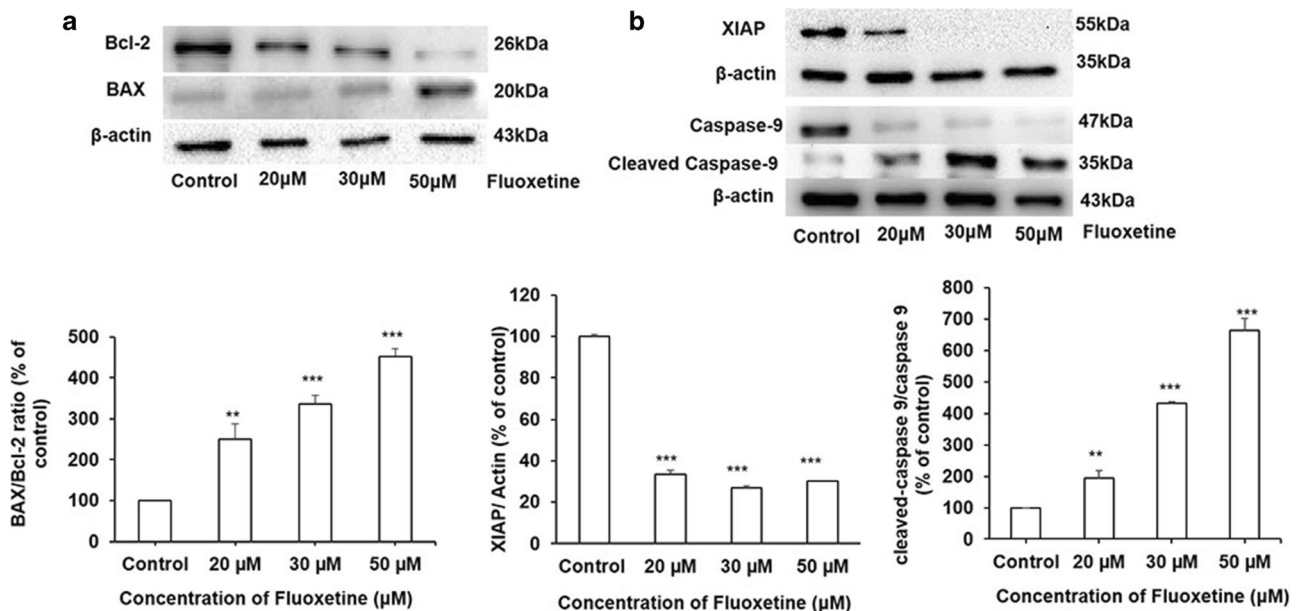 a
Bcl-2 26kDa
BAX 20kDa
β-actin 43kDa
Control 20µM 30µM 50µM Fluoxetine
b
XIAP 55kDa
β-actin 35kDa
Caspase-9 47kDa
Cleaved Caspase-9 35kDa
β-actin 43kDa
Control 20µM 30µM 50µM Fluoxetine
BAX/Bcl-2 ratio (% of
control)
500
400
300
200
100
0
**
***
***
Control 20 µM 30 µM 50 µM
Concentration of Fluoxetine (µM)
XIAP/ Actin (% of control)
120
100
80
60
40
20
0
***
***
***
Control 20 µM 30 µM 50 µM
Concentration of Fluoxetine (µM)
cleaved-caspase 9/caspase 9
(% of control)
800
700
600
500
400
300
200
100
0
**
***
***
Control 20 µM 30 µM 50 µM
Concentration of Fluoxetine (µM)